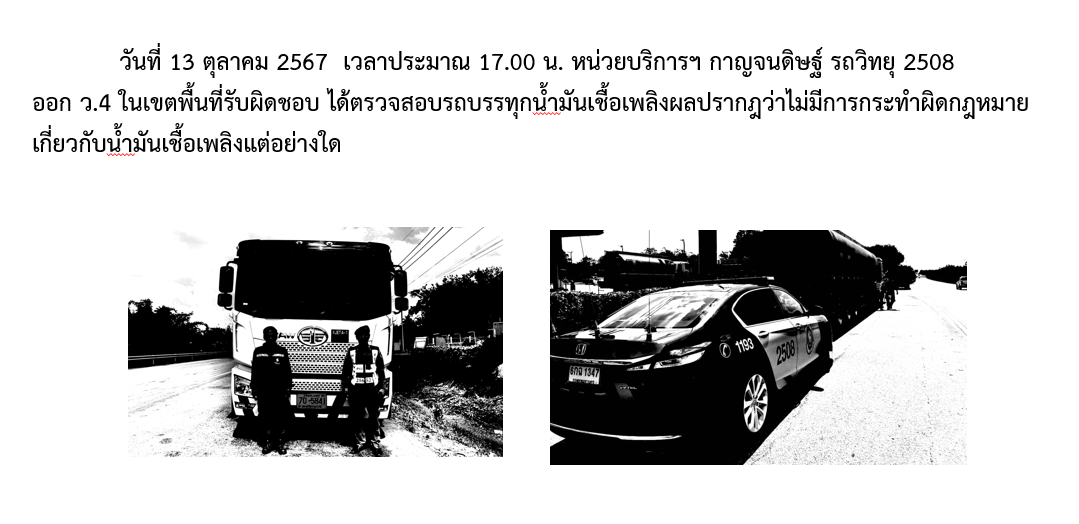 วันที่ 13 ตุลาคม 2567 เวลาประมาณ 17.00 น. หน่วยบริการฯ กาญจนดิษฐ์ รถวิทยุ 2508
ออก ว.4 ในเขตพื้นที่รับผิดชอบ ได้ตรวจสอบรถบรรทุกน้ำมันเชื้อเพลิงผลปรากฎว่าไม่มีการกระทำผิดกฎหมาย
เกี่ยวกับน้ำมันเชื้อเพลิงแต่อย่างใด
70-5841
1193
2508
6กฉ 1347